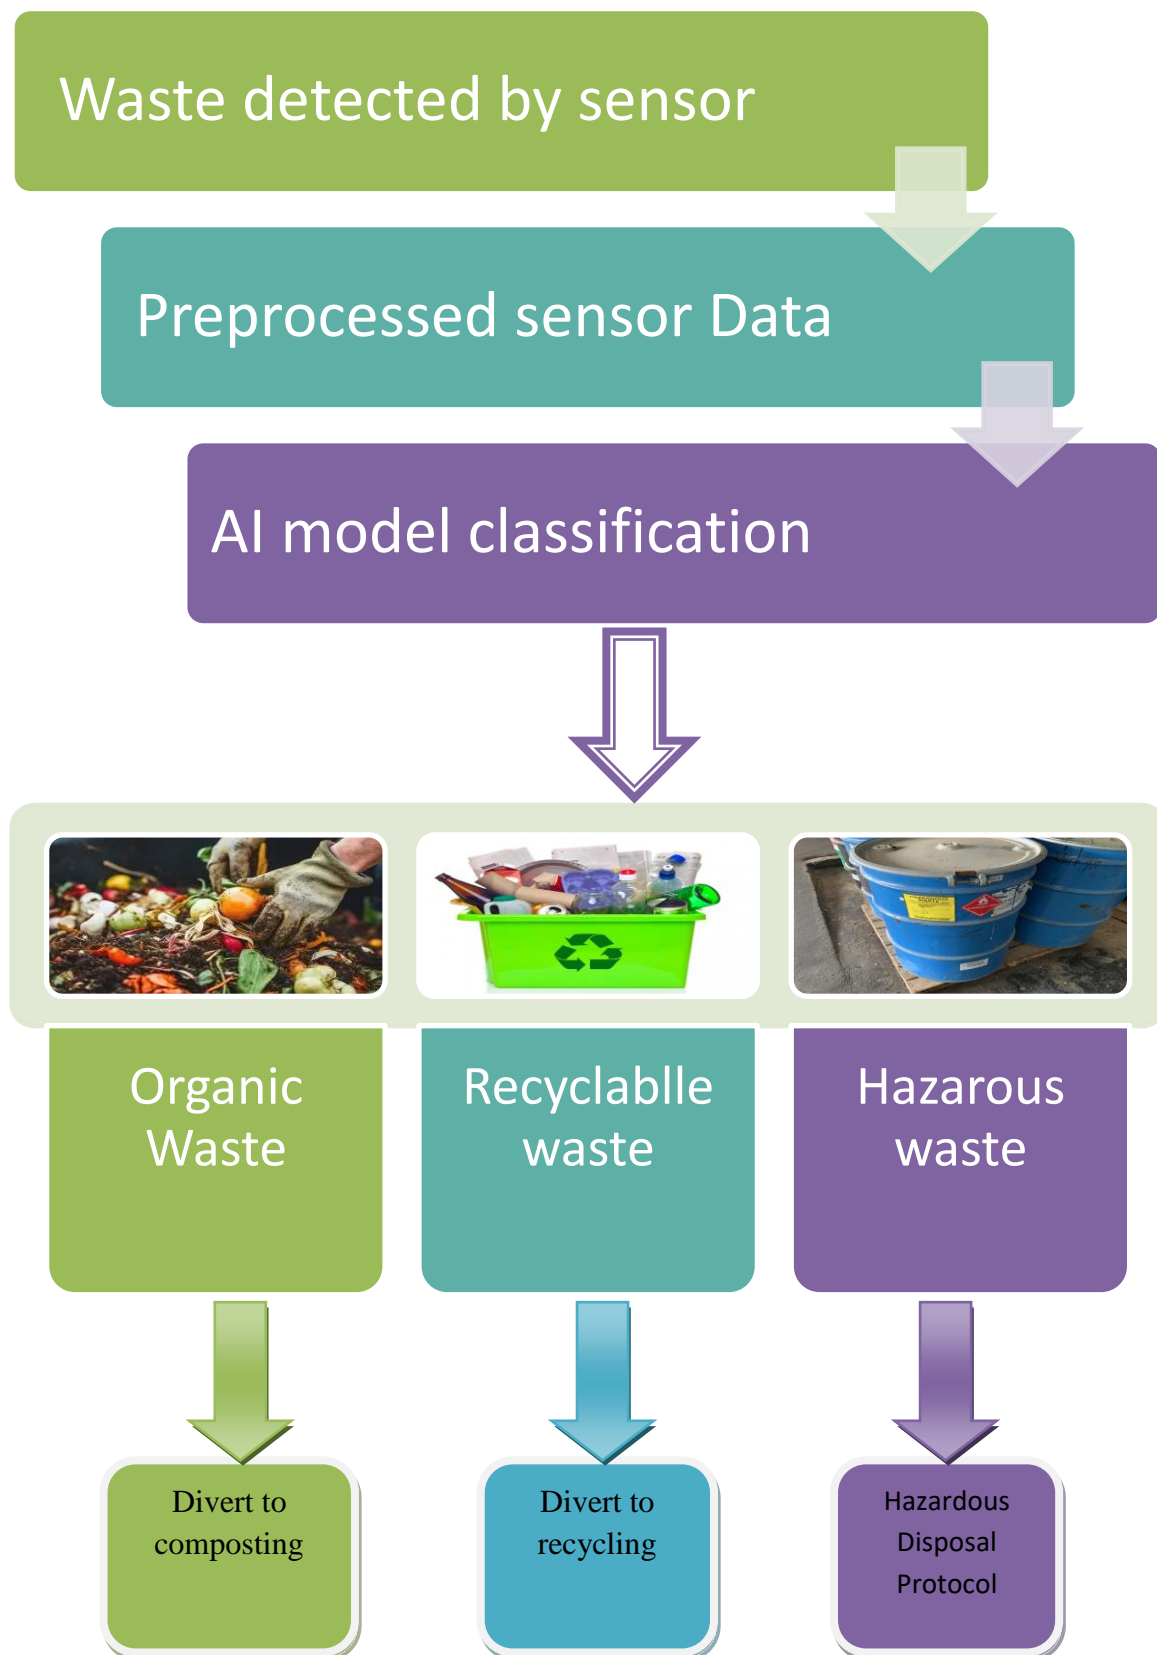 Waste detected by sensor
Preprocessed sensor Data
AI model classification
Organic
Waste
Recyclablle
waste
Hazarous
waste
Divert to
composting
Divert to
recycling
Hazardous
Disposal
Protocol